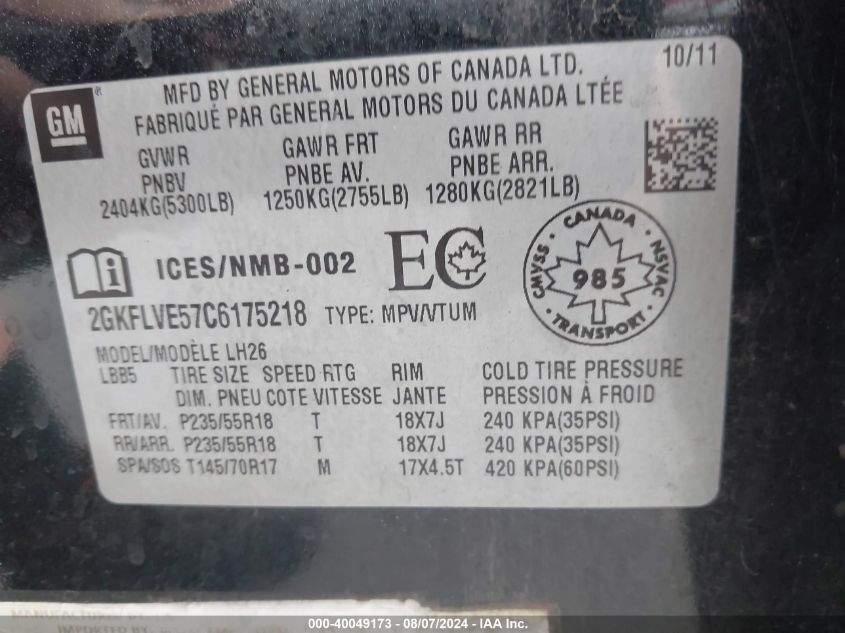 10/11
MFD BY GENERAL MOTORS OF CANADA LTD.
FABRIQUÉ PAR GENERAL MOTORS DU CANADA LTÉE
GM
GVWR GAWR FRT GAWR RR
PNBV PNBE AV. PNBE ARR.
2404KG(5300LB) 1250KG(2755LB) 1280KG(2821LB)
ICES/NMB-002 EC
CANADA
CMVSS 985 NSVAC
TRANSPORT
2GKFLVE57C6175218 TYPE: MPV/VTUM
MODEL/MODÈLE LH26
LBB5 TIRE SIZE SPEED RTG RIM COLD TIRE PRESSURE
DIM. PNEU COTE VITESSE JANTE PRESSION À FROID
FRT/AV. P235/55R18 T 18X7J 240 KPA(35PSI)
RR/ARR. P235/55R18 T 18X7J 240 KPA(35PSI)
SPA/SOS T145/70R17 M 17X4.5T 420 KPA(60PSI)
MANUFACTURED BY
IMPORTED BY
000-40049173 - 08/07/2024 - IAA Inc.